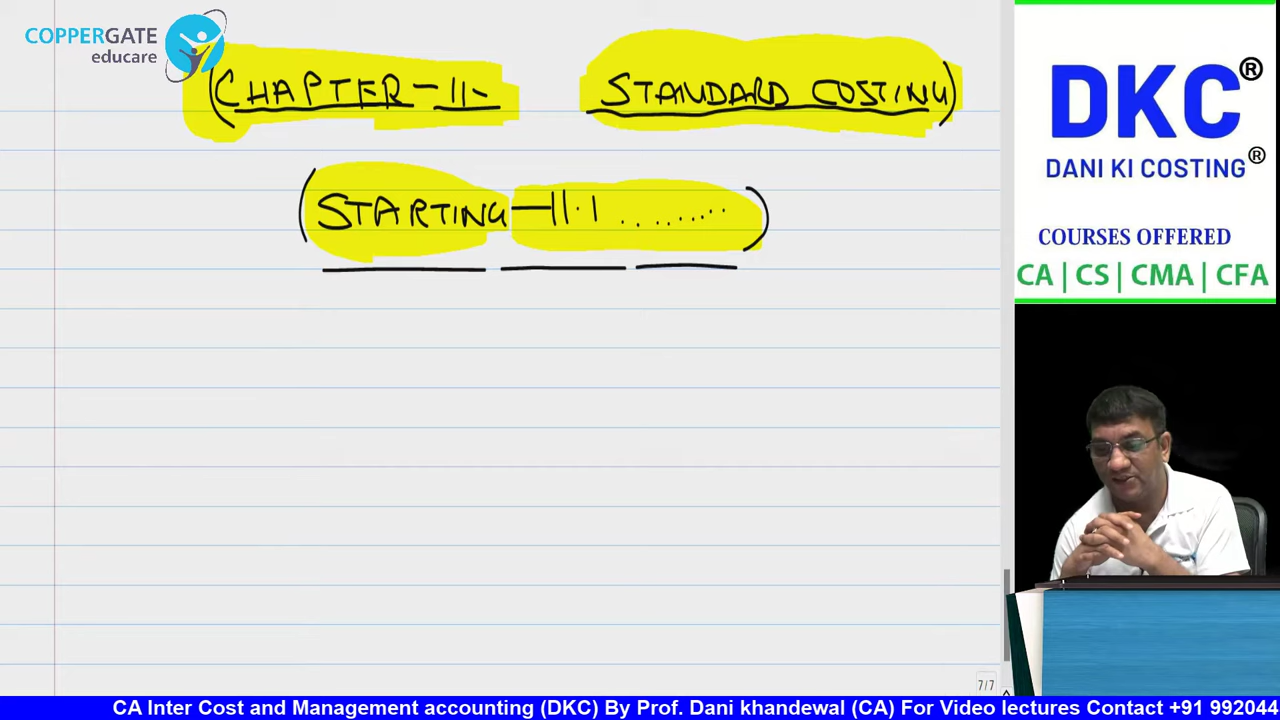 COPPERGATE
educare
(CHAPTER-11- STANDARD COSTING)
(STARTING-11.1 .........)
DKC®
DANI KI COSTING®
COURSES OFFERED
CA | CS | CMA | CFA
7/7
CA Inter Cost and Management accounting (DKC) By Prof. Dani khandewal (CA) For Video lectures Contact +91 992044